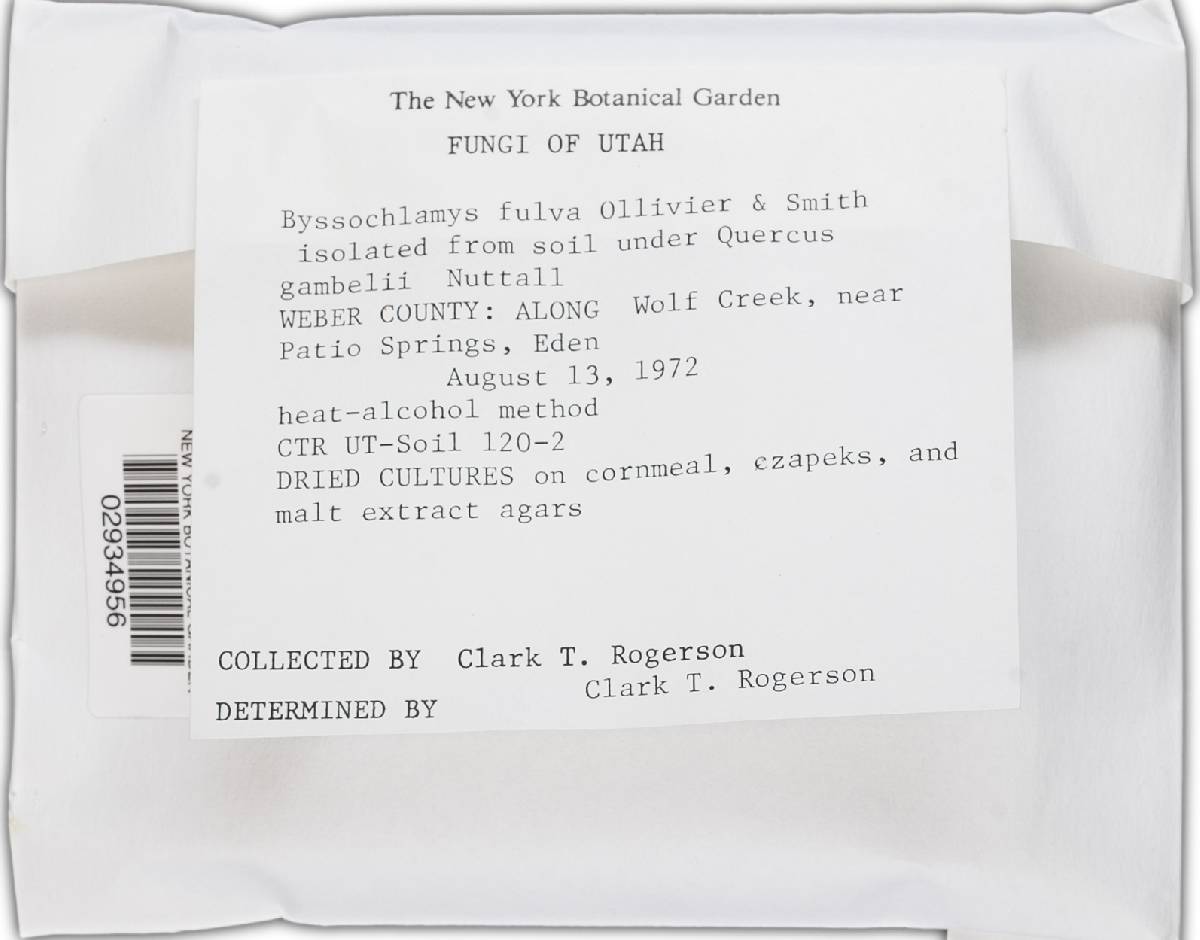 The New York Botanical Garden
FUNGI OF UTAH
Byssochlamys fulva Ollivier & Smith
isolated from soil under Quercus
gambelii Nuttall
WEBER COUNTY: ALONG Wolf Creek, near
Patio Springs, Eden
August 13, 1972
heat-alcohol method
CTR UT-Soil 120-2
DRIED CULTURES on cornmeal, czapeks, and
malt extract agars
COLLECTED BY Clark T. Rogerson
Clark T. Rogerson
DETERMINED BY
NEW YORK BOTANICAL
02934956